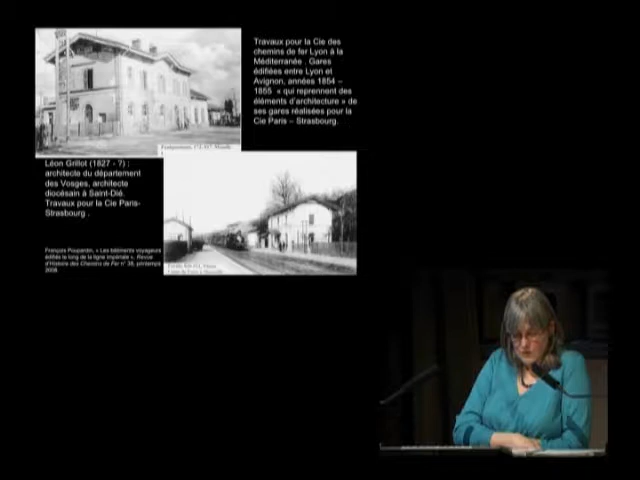 Travaux pour la Cie des
chemins de fer Lyon à la
Méditerranée . Gares
édifiées entre Lyon et
Avignon, années 1854 –
1855 « qui reprennent des
éléments d'architecture » de
ses gares réalisées pour la
Cie Paris – Strasbourg.
Léon Grillot (1827 - ?) :
architecte du département
des Vosges, architecte
diocésain à Saint-Dié.
Travaux pour la Cie Paris-
Strasbourg .
François Poupardin, « Les bâtiments voyageurs
édifiés le long de la ligne impériale », Revue
d'Histoire des Chemins de Fer n° 38, printemps
2008.